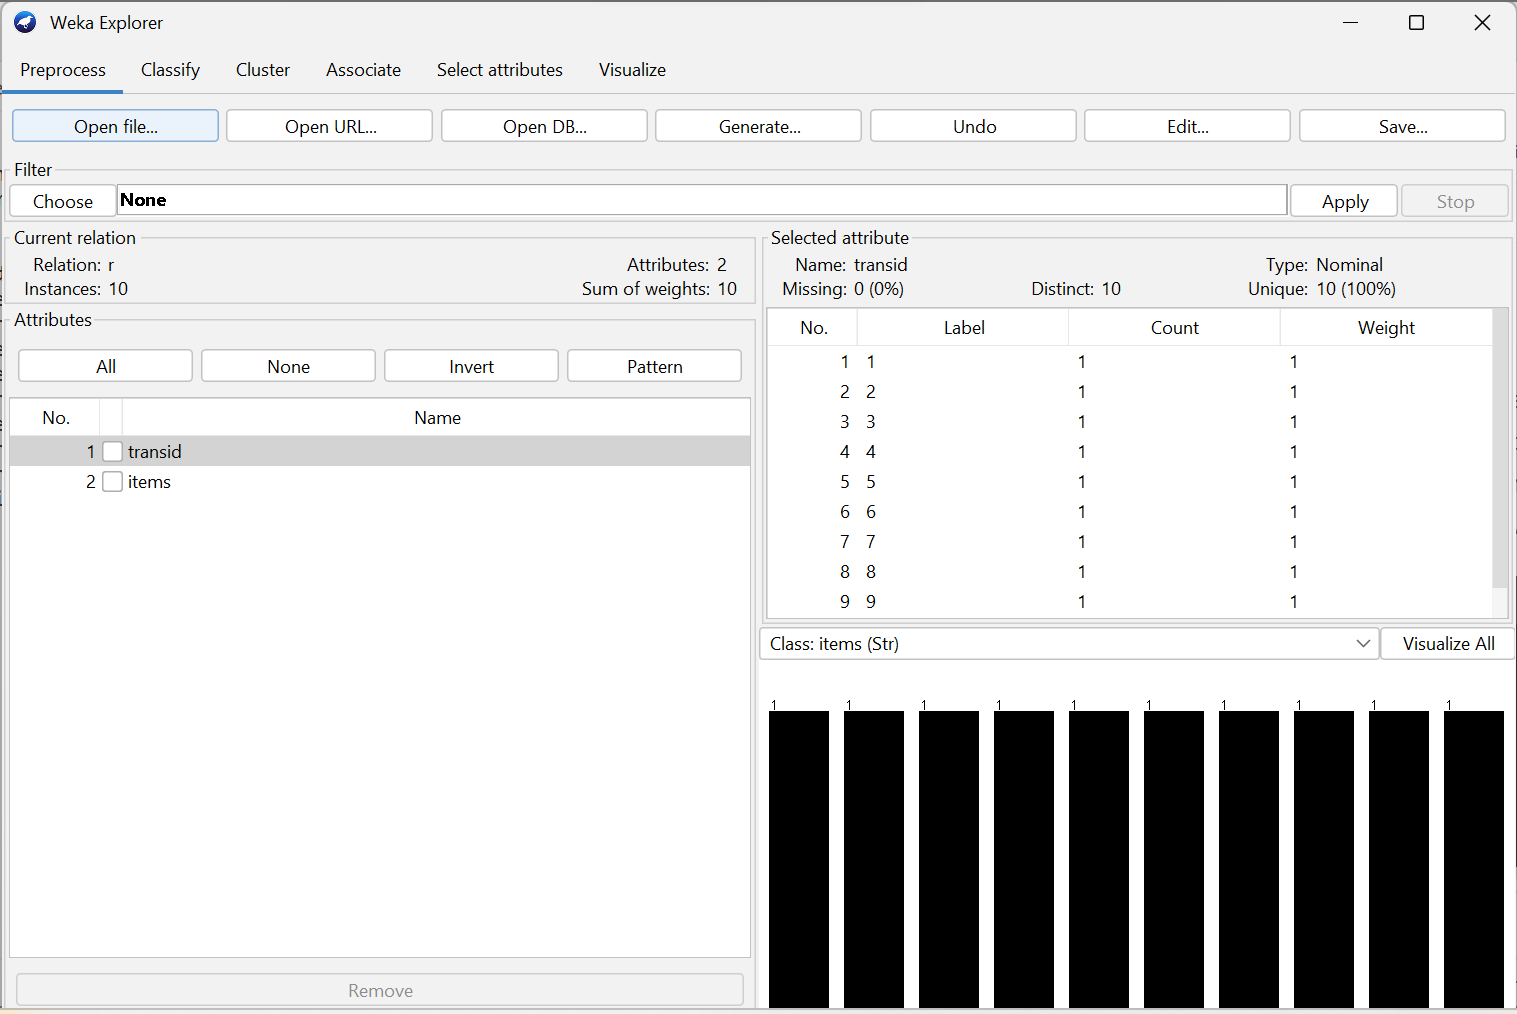 Weka Explorer
Preprocess Classify Cluster Associate Select attributes Visualize
Open file... Open URL... Open DB... Generate... Undo Edit... Save...
Filter
Choose None Apply Stop
Current relation
Relation: r Attributes: 2
Instances: 10 Sum of weights: 10
Attributes
All None Invert Pattern
No. Name
1 transid
2 items
Remove
Selected attribute
Name: transid Type: Nominal
Missing: 0 (0%) Distinct: 10 Unique: 10 (100%)
No. Label Count Weight
1 1 1 1
2 2 1 1
3 3 1 1
4 4 1 1
5 5 1 1
6 6 1 1
7 7 1 1
8 8 1 1
9 9 1 1
Class: items (Str) Visualize All
1 1 1 1 1 1 1 1 1 1